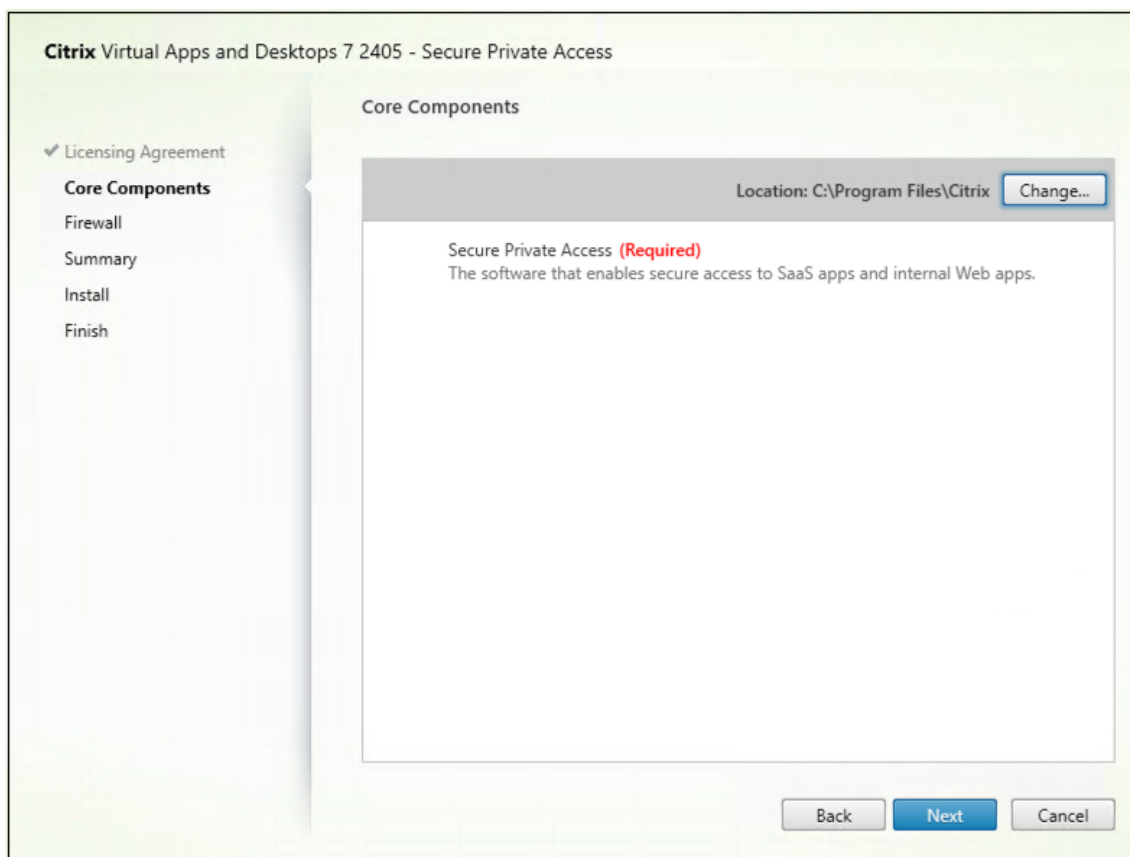 Citrix Virtual Apps and Desktops 7 2405 - Secure Private Access
Core Components
Licensing Agreement
Core Components
Firewall
Summary
Install
Finish
Location: C:\Program Files\Citrix
Change...
Secure Private Access (Required)
The software that enables secure access to SaaS apps and internal Web apps.
Back
Next
Cancel